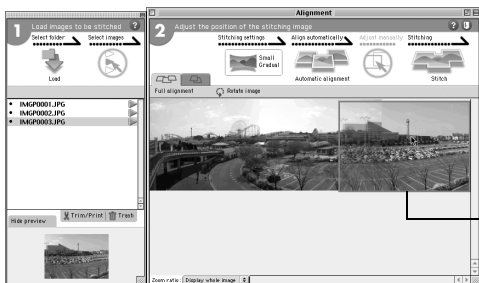 1 Load images to be stitched ?
Select folder Select images
Load
• IMGP0001.JPG
• IMGP0002.JPG
• IMGP0003.JPG
Hide preview Trim/Print Trash
Alignment
2 Adjust the position of the stitching image ?
Stitching settings Align automatically Adjust manually Stitching
Small
Gradual
Automatic alignment Stitch
Full alignment Rotate image
Zoom ratio: Display whole image